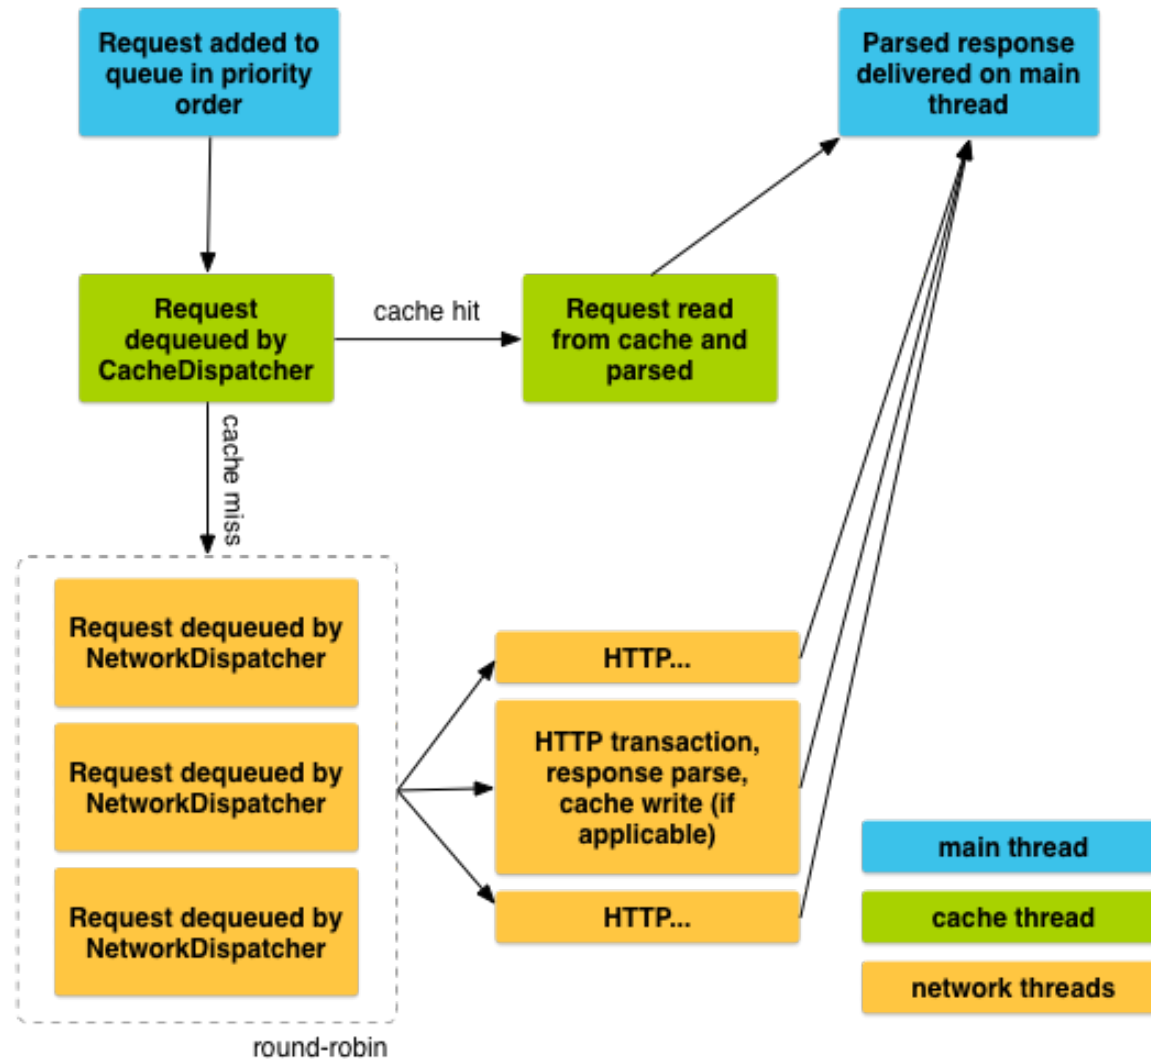 Request added to
queue in priority
order
Parsed response
delivered on main
thread
Request
dequeued by
CacheDispatcher
cache hit
Request read
from cache and
parsed
cache miss
Request dequeued by
NetworkDispatcher
Request dequeued by
NetworkDispatcher
Request dequeued by
NetworkDispatcher
round-robin
HTTP...
HTTP transaction,
response parse,
cache write (if
applicable)
HTTP...
main thread
cache thread
network threads